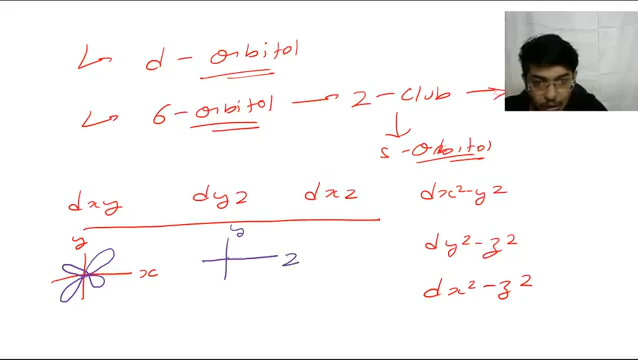 d - orbitol
6 - orbitol → 2 - club →
s - Orbitol
dxy dyz dxz dx²-y²
dy²-z²
dx²-z²
y
x
y
z